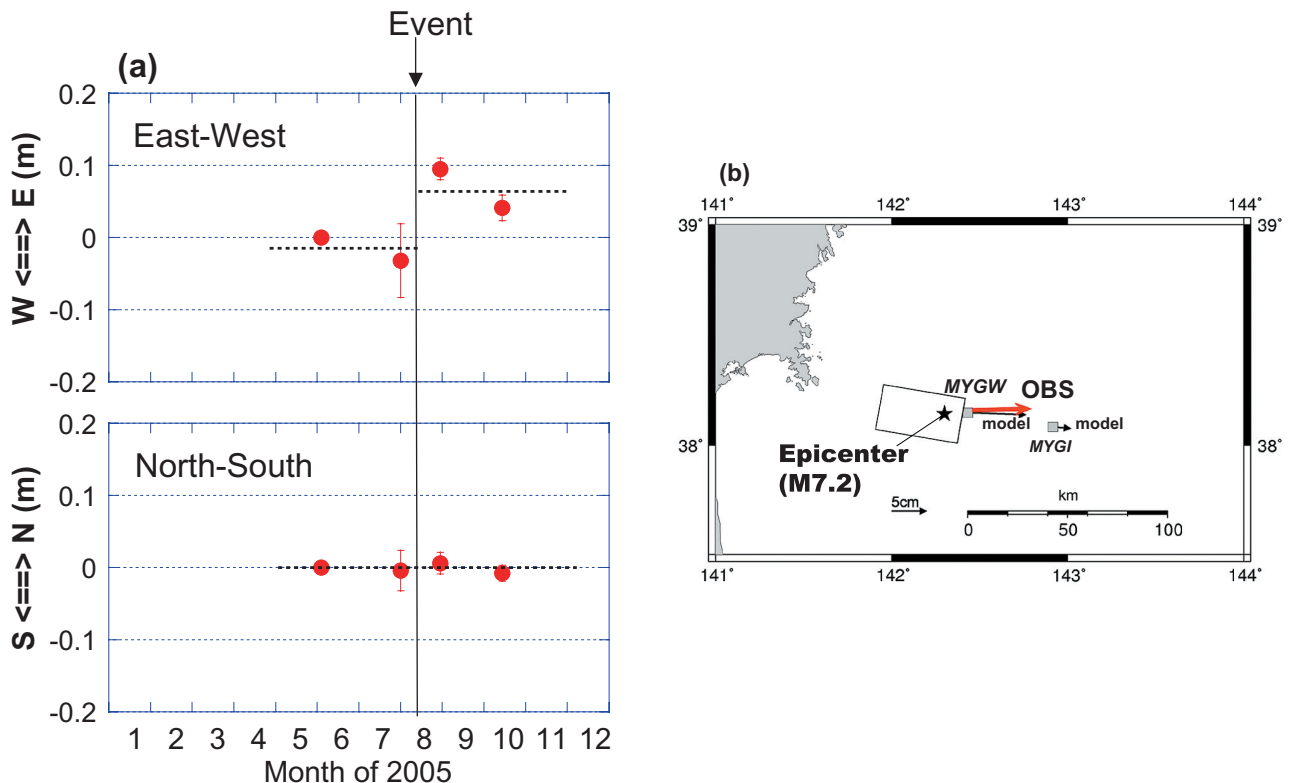 Event
(a)
0.2
East-West
0.1
0
-0.1
-0.2
W <==> E (m)
North-South
0.1
0
-0.1
-0.2
S <==> N (m)
1 2 3 4 5 6 7 8 9 10 11 12
Month of 2005
(b)
141° 142° 143° 144°
39° 39°
MYGW OBS
model
model
MYGI
38° 38°
Epicenter
(M7.2)
5cm
km
0 50 100
141° 142° 143° 144°